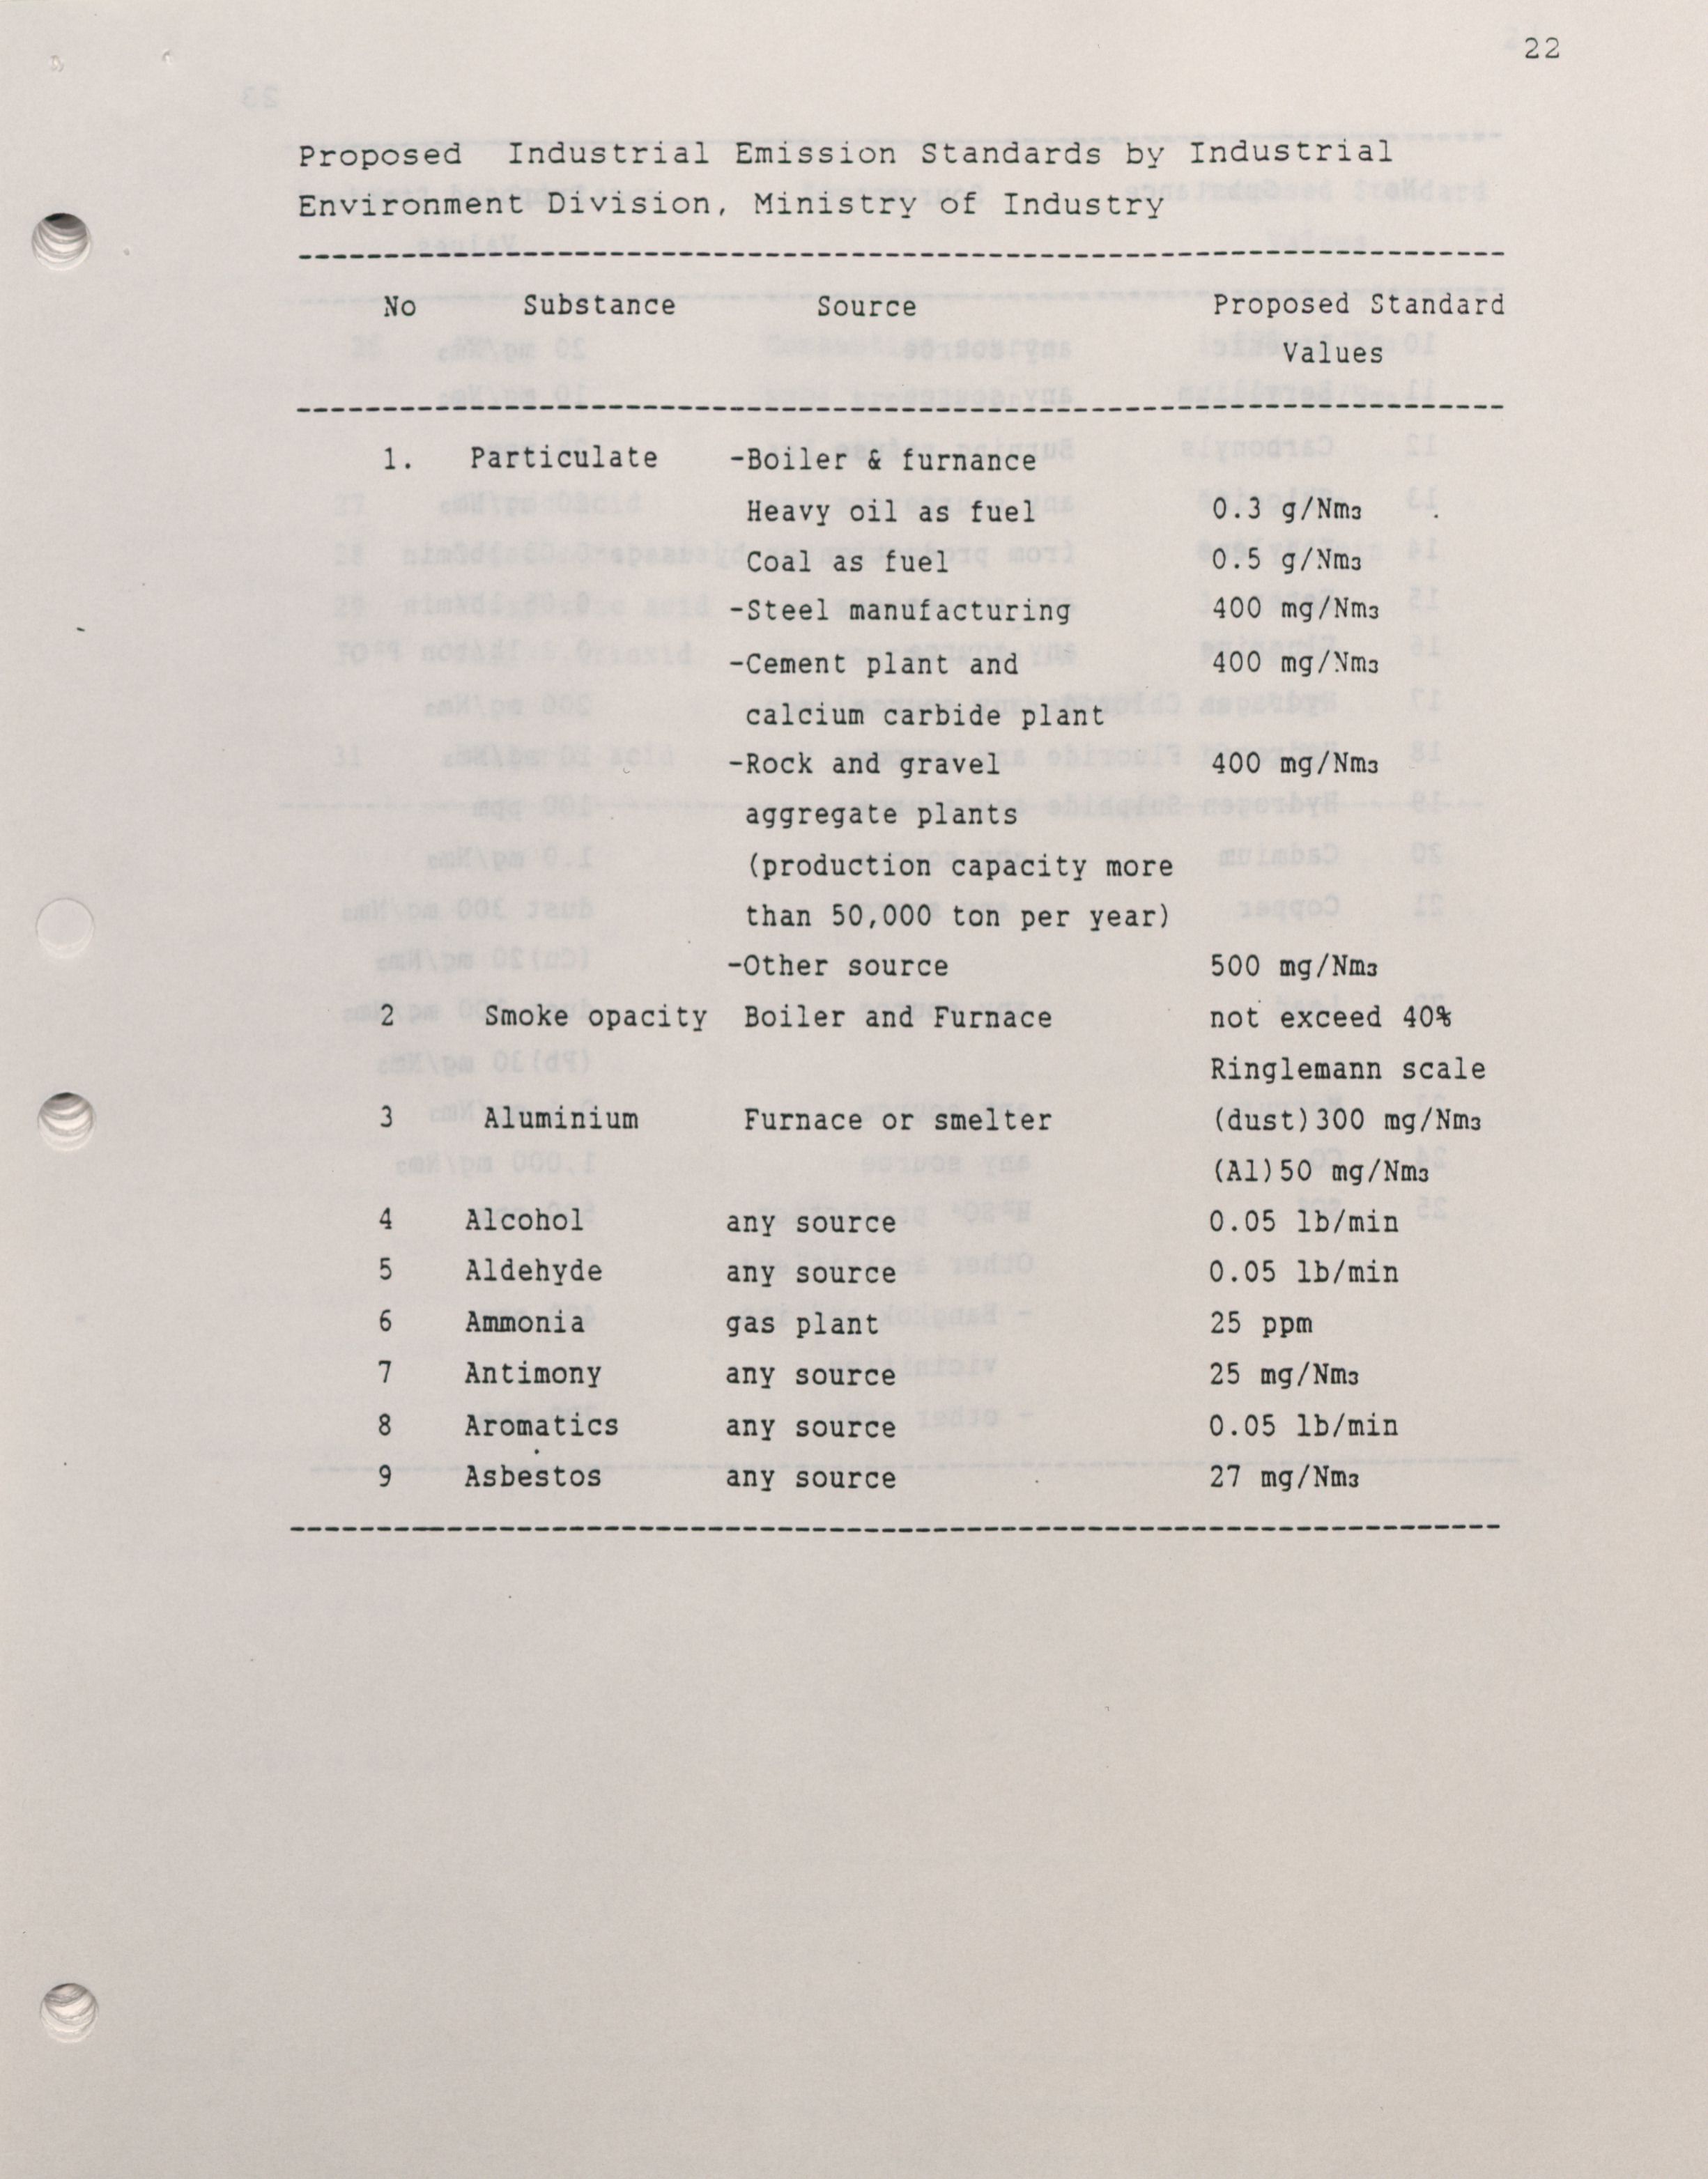 22
Proposed Industrial Emission Standards by Industrial
Environment Division, Ministry of Industry
No Substance Source Proposed Standard
Values
1. Particulate -Boiler & furnance
Heavy oil as fuel 0.3 g/Nm3
Coal as fuel 0.5 g/Nm3
-Steel manufacturing 400 mg/Nm3
-Cement plant and 400 mg/Nm3
calcium carbide plant
-Rock and gravel 400 mg/Nm3
aggregate plants
(production capacity more
than 50,000 ton per year)
-Other source 500 mg/Nm3
2 Smoke opacity Boiler and Furnace not exceed 40%
Ringlemann scale
3 Aluminium Furnace or smelter (dust)300 mg/Nm3
(Al)50 mg/Nm3
4 Alcohol any source 0.05 lb/min
5 Aldehyde any source 0.05 lb/min
6 Ammonia gas plant 25 ppm
7 Antimony any source 25 mg/Nm3
8 Aromatics any source 0.05 lb/min
9 Asbestos any source 27 mg/Nm3